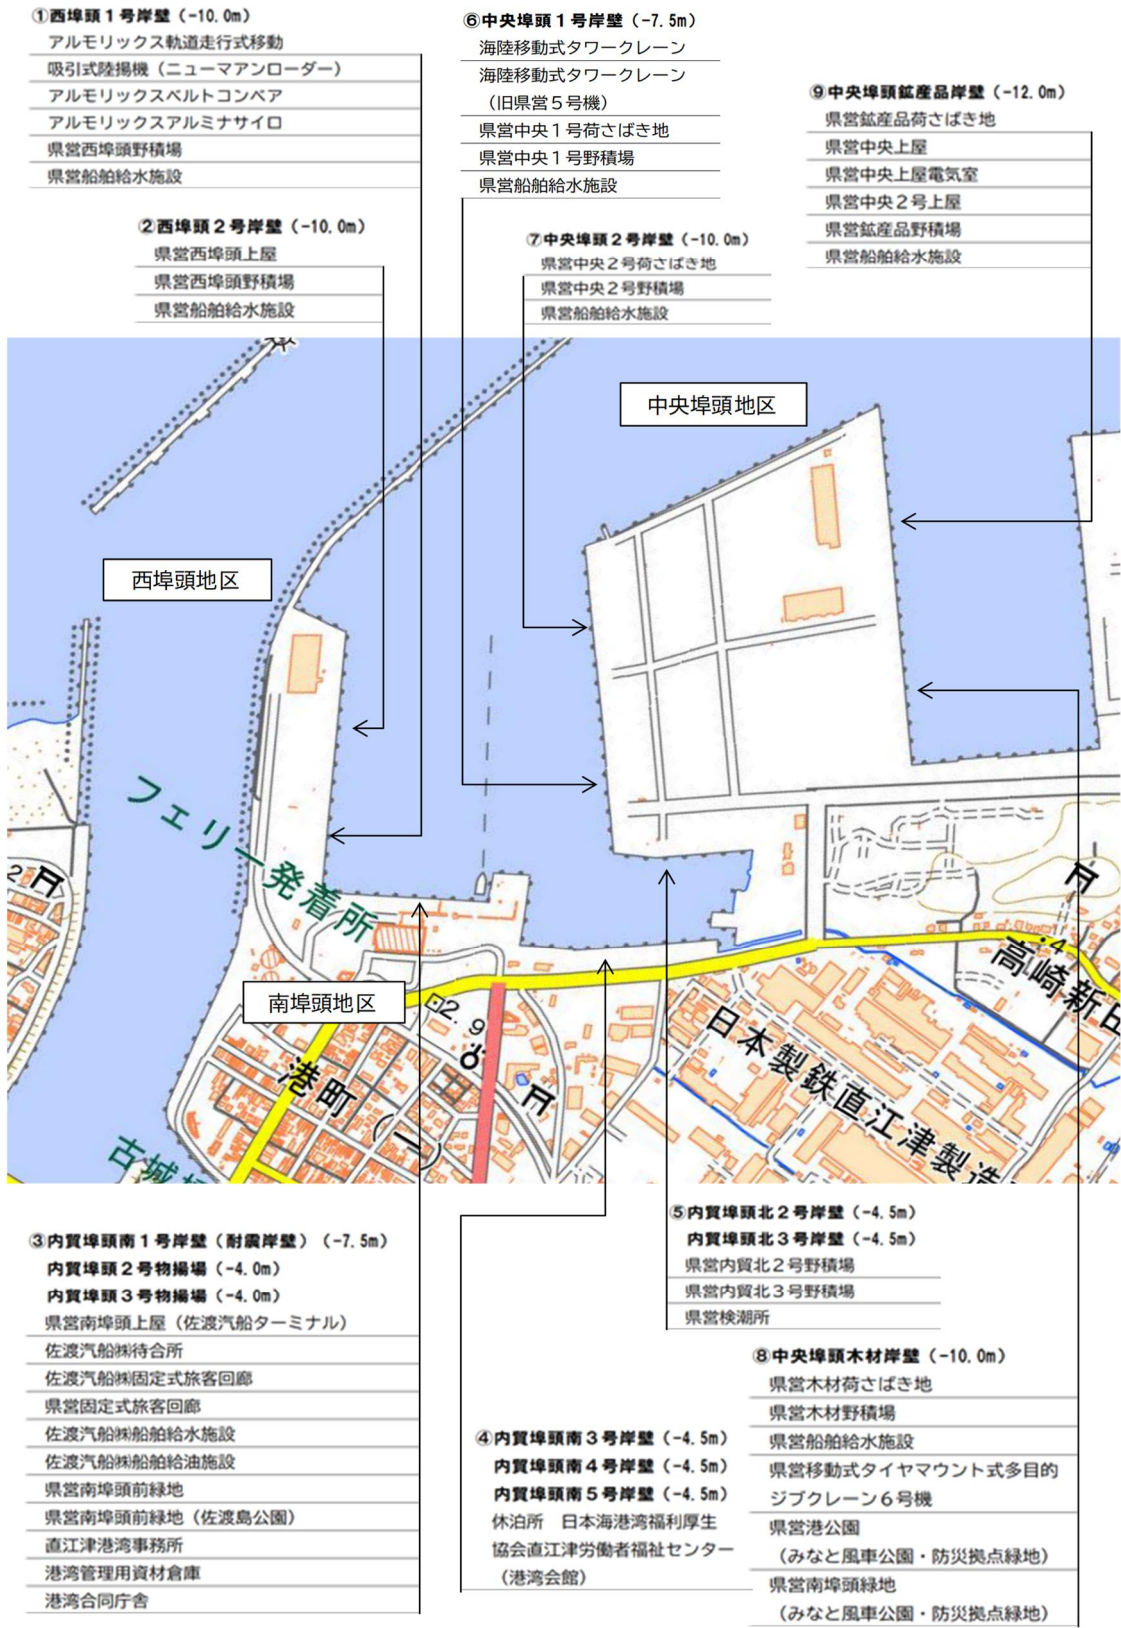 ①西埠頭1号岸壁（-10.0m）
アルモリックス軌道走行式移動
吸引式陸揚機（ニューマアンローダー）
アルモリックスベルトコンベア
アルモリックスアルミナサイロ
県営西埠頭野積場
県営船舶給水施設
②西埠頭2号岸壁（-10.0m）
県営西埠頭上屋
県営西埠頭野積場
県営船舶給水施設
⑥中央埠頭1号岸壁（-7.5m）
海陸移動式タワークレーン
海陸移動式タワークレーン
（旧県営5号機）
県営中央1号荷さばき地
県営中央1号野積場
県営船舶給水施設
⑦中央埠頭2号岸壁（-10.0m）
県営中央2号荷さばき地
県営中央2号野積場
県営船舶給水施設
⑨中央埠頭鉱産品岸壁（-12.0m）
県営鉱産品荷さばき地
県営中央上屋
県営中央上屋電気室
県営中央2号上屋
県営鉱産品野積場
県営船舶給水施設
中央埠頭地区
西埠頭地区
フェリー発着所
南埠頭地区
2.9
港町（一）
古城
日本製鉄直江津製造
高崎新田
・4
2
③内貿埠頭南1号岸壁（耐震岸壁）（-7.5m）
内貿埠頭2号物揚場（-4.0m）
内貿埠頭3号物揚場（-4.0m）
県営南埠頭上屋（佐渡汽船ターミナル）
佐渡汽船㈱待合所
佐渡汽船㈱固定式旅客回廊
県営固定式旅客回廊
佐渡汽船㈱船舶給水施設
佐渡汽船㈱船舶給油施設
県営南埠頭前緑地
県営南埠頭前緑地（佐渡島公園）
直江津港湾事務所
港湾管理用資材倉庫
港湾合同庁舎
④内貿埠頭南3号岸壁（-4.5m）
内貿埠頭南4号岸壁（-4.5m）
内貿埠頭南5号岸壁（-4.5m）
休泊所　日本海港湾福利厚生
協会直江津労働者福祉センター
（港湾会館）
⑤内貿埠頭北2号岸壁（-4.5m）
内貿埠頭北3号岸壁（-4.5m）
県営内貿北2号野積場
県営内貿北3号野積場
県営検潮所
⑧中央埠頭木材岸壁（-10.0m）
県営木材荷さばき地
県営木材野積場
県営船舶給水施設
県営移動式タイヤマウント式多目的
ジブクレーン6号機
県営港公園
（みなと風車公園・防災拠点緑地）
県営南埠頭緑地
（みなと風車公園・防災拠点緑地）